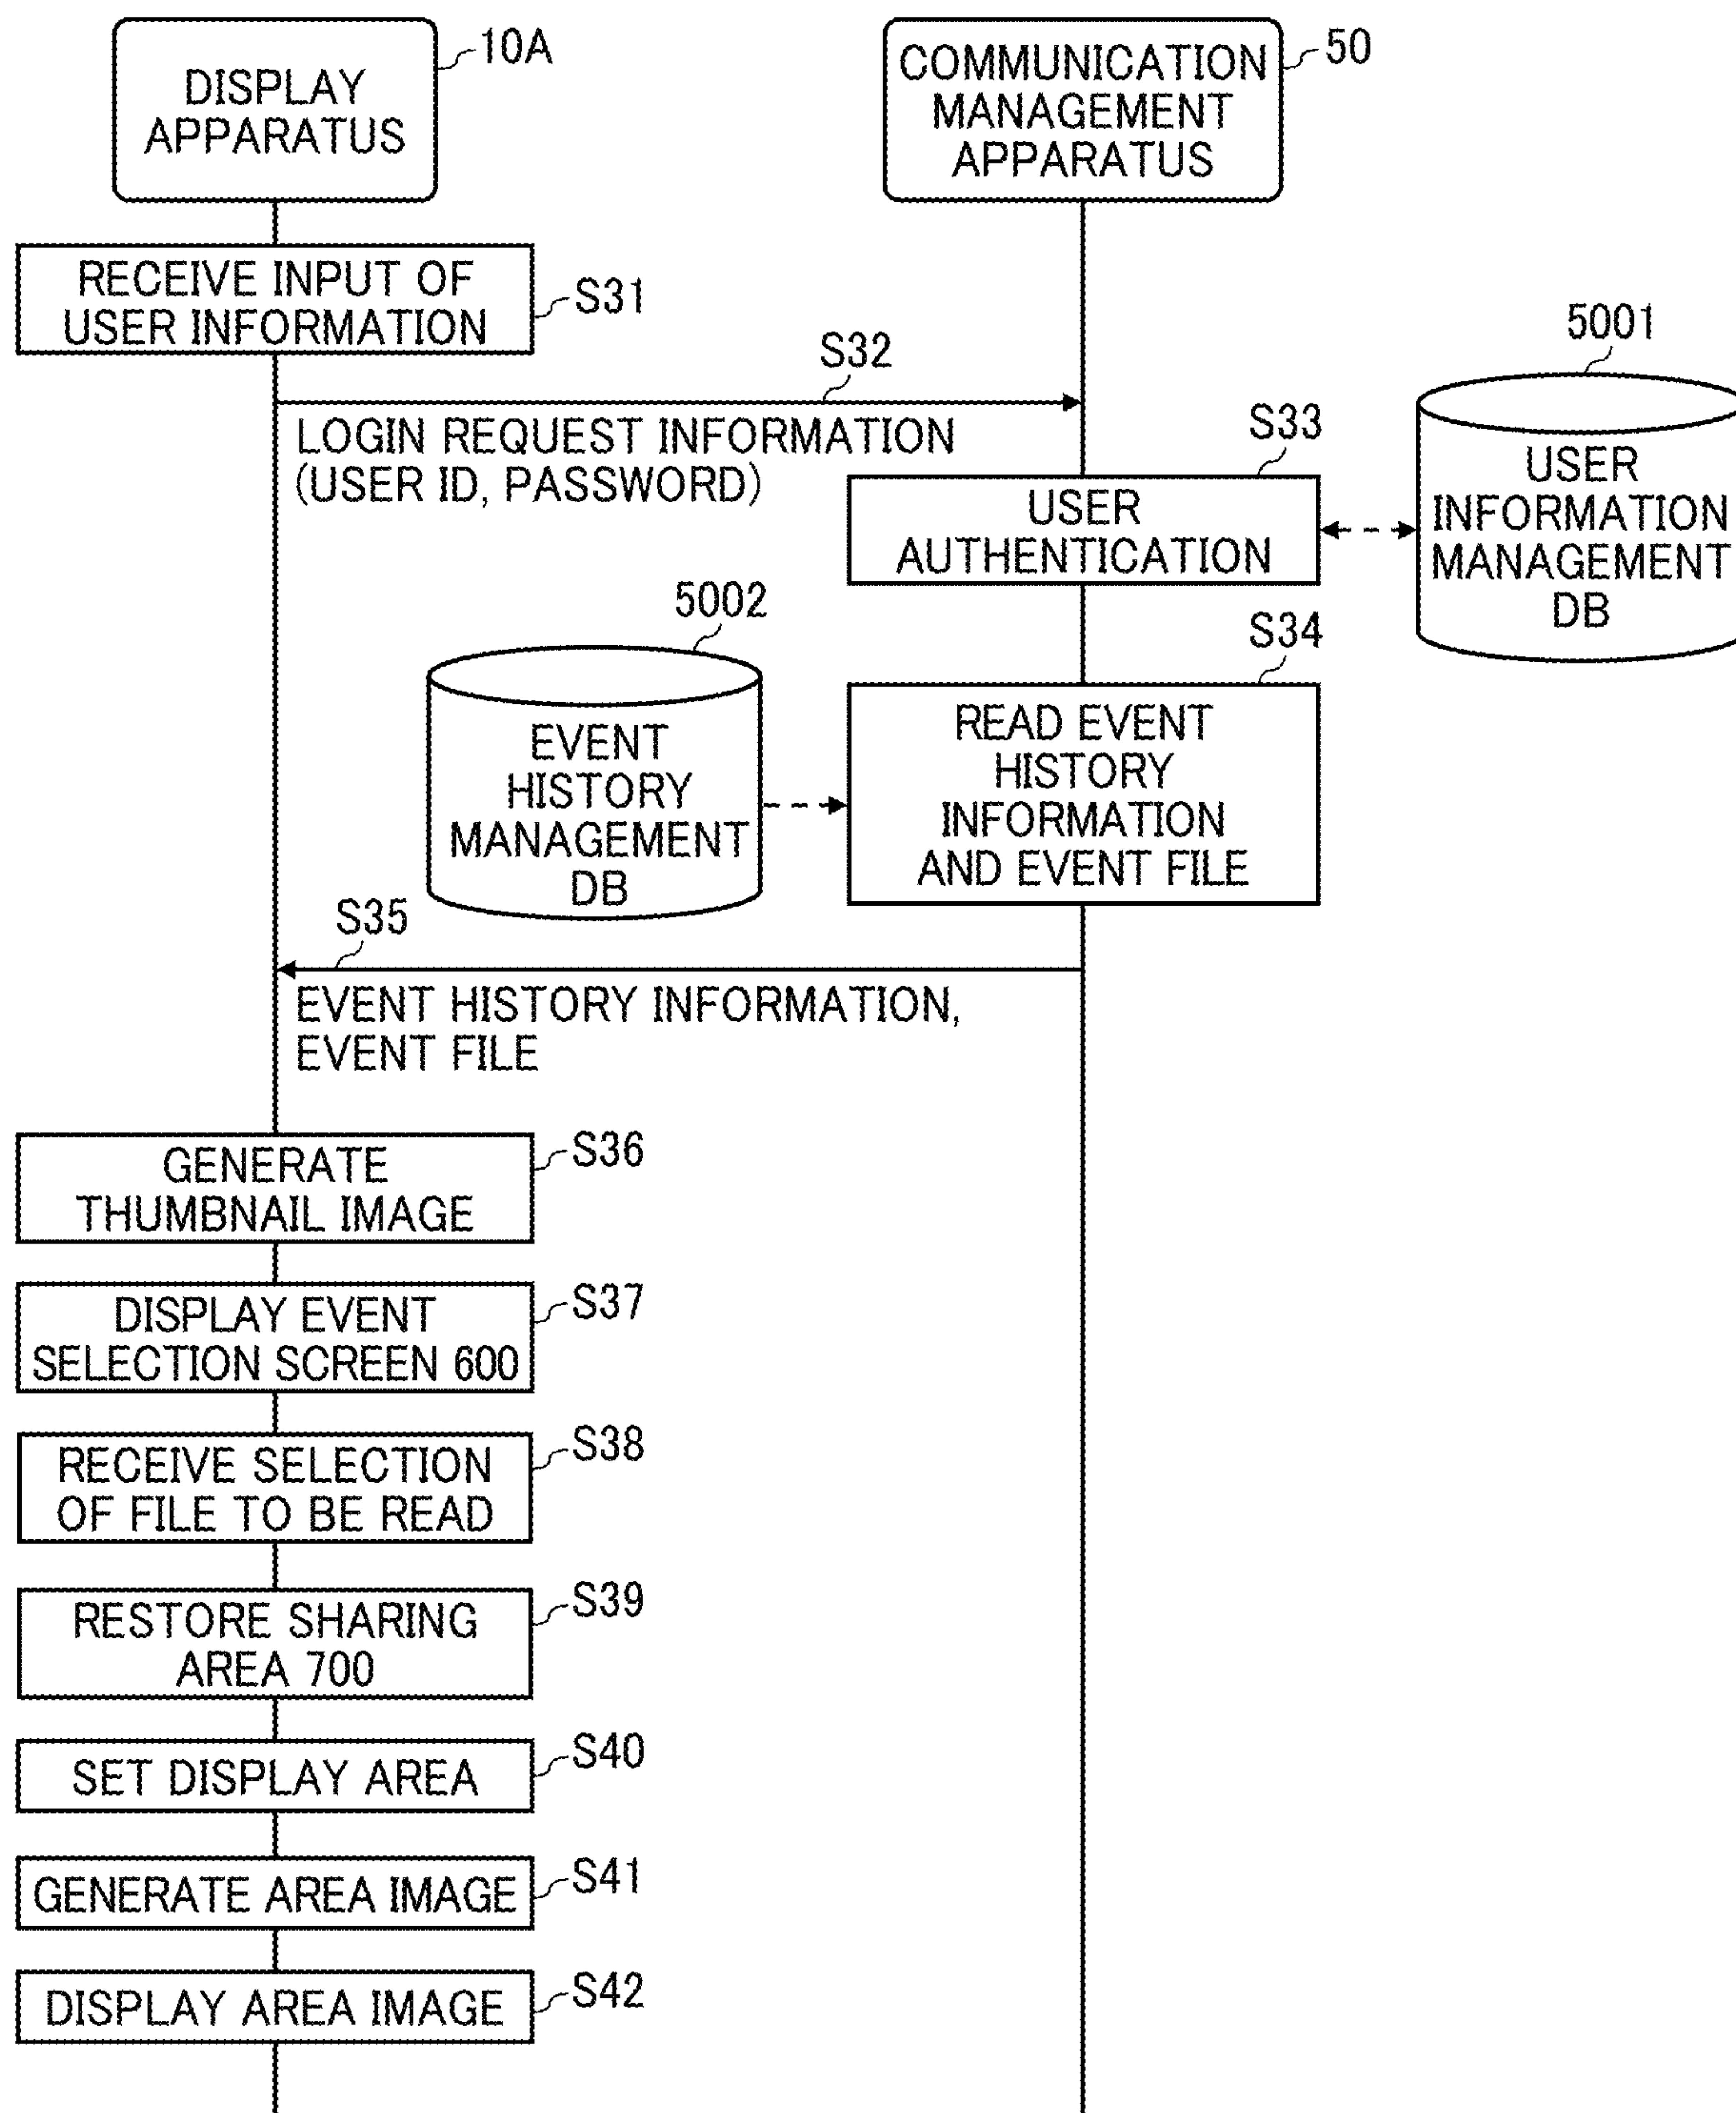 DISPLAY
APPARATUS
10A
COMMUNICATION
MANAGEMENT
APPARATUS
50
RECEIVE INPUT OF
USER INFORMATION
S31
S32
LOGIN REQUEST INFORMATION
(USER ID, PASSWORD)
S33
USER
AUTHENTICATION
5001
USER
INFORMATION
MANAGEMENT
DB
5002
EVENT
HISTORY
MANAGEMENT
DB
S34
READ EVENT
HISTORY
INFORMATION
AND EVENT FILE
S35
EVENT HISTORY INFORMATION,
EVENT FILE
GENERATE
THUMBNAIL IMAGE
S36
DISPLAY EVENT
SELECTION SCREEN 600
S37
RECEIVE SELECTION
OF FILE TO BE READ
S38
RESTORE SHARING
AREA 700
S39
SET DISPLAY AREA
S40
GENERATE AREA IMAGE
S41
DISPLAY AREA IMAGE
S42